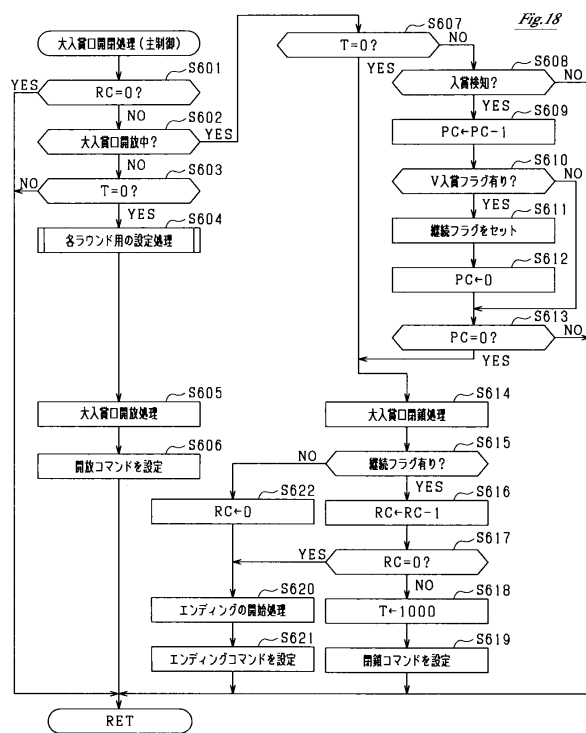 Fig.18
大入賞口開閉処理(主制御)
S601
RC=0?
YES
NO
S602
大入賞口開放中?
YES
NO
S603
T=0?
NO
YES
S604
各ラウンド用の設定処理
S605
大入賞口開放処理
S606
開放コマンドを設定
S607
T=0?
NO
YES
S608
入賞検知?
NO
YES
S609
PC←PC-1
S610
V入賞フラグ有り?
NO
YES
S611
継続フラグをセット
S612
PC←0
S613
PC=0?
NO
YES
S614
大入賞口閉鎖処理
S615
継続フラグ有り?
NO
YES
S622
RC←0
S616
RC←RC-1
S617
RC=0?
YES
NO
S620
エンディングの開始処理
S618
T←1000
S621
エンディングコマンドを設定
S619
閉鎖コマンドを設定
RET